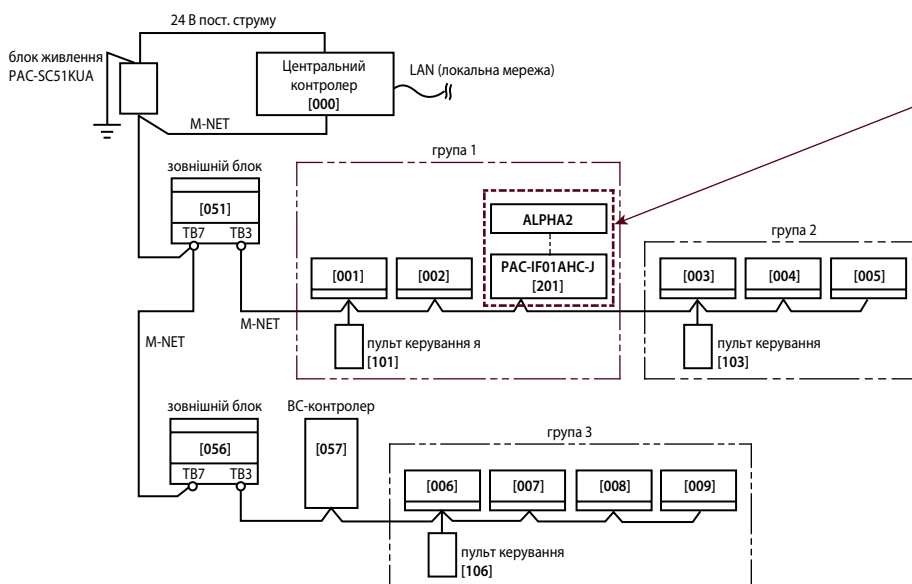 24 В пост. струму
блок живлення
PAC-SC51KUA
Центральний
контролер
[000]
LAN (локальна мережа)
M-NET
група 1
зовнішній блок
[051]
TB7 TB3
ALPHA2
PAC-IF01AHC-J
[201]
група 2
[001] [002]
[003] [004] [005]
M-NET
M-NET
пульт керування я
[101]
пульт керування
[103]
зовнішній блок
[056]
TB7 TB3
BC-контролер
[057]
група 3
[006] [007] [008] [009]
пульт керування
[106]